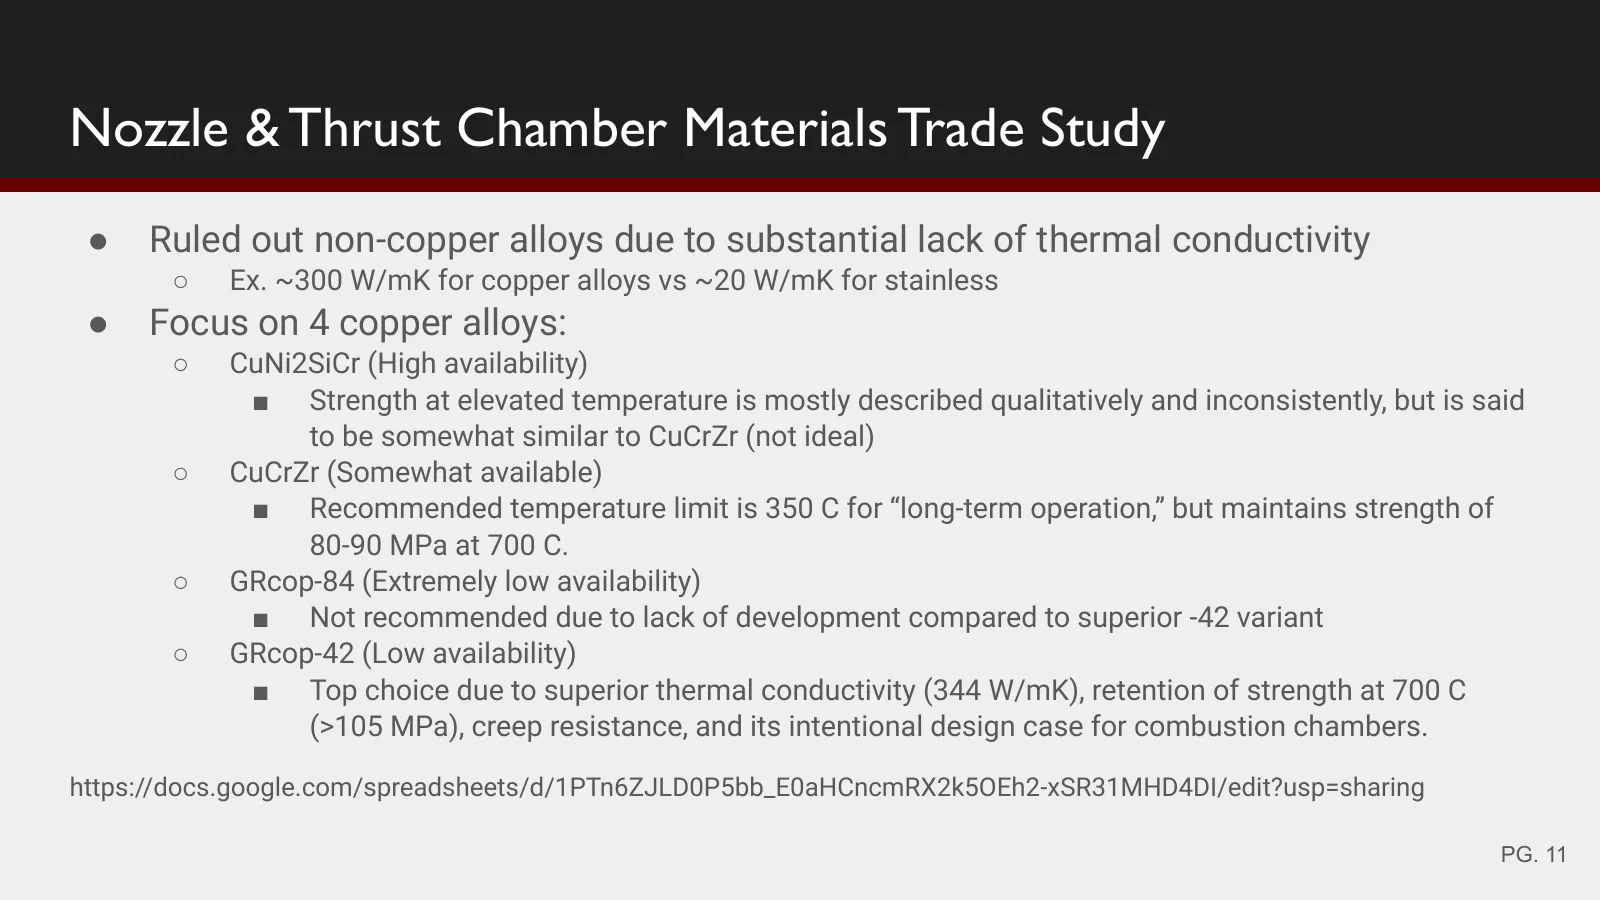 Nozzle & Thrust Chamber Materials Trade Study
● Ruled out non-copper alloys due to substantial lack of thermal conductivity
○ Ex. ~300 W/mK for copper alloys vs ~20 W/mK for stainless
● Focus on 4 copper alloys:
○ CuNi2SiCr (High availability)
■ Strength at elevated temperature is mostly described qualitatively and inconsistently, but is said
to be somewhat similar to CuCrZr (not ideal)
○ CuCrZr (Somewhat available)
■ Recommended temperature limit is 350 C for “long-term operation,” but maintains strength of
80-90 MPa at 700 C.
○ GRcop-84 (Extremely low availability)
■ Not recommended due to lack of development compared to superior -42 variant
○ GRcop-42 (Low availability)
■ Top choice due to superior thermal conductivity (344 W/mK), retention of strength at 700 C
(>105 MPa), creep resistance, and its intentional design case for combustion chambers.
https://docs.google.com/spreadsheets/d/1PTn6ZJLD0P5bb_E0aHCncmRX2k5OEh2-xSR31MHD4DI/edit?usp=sharing
PG. 11